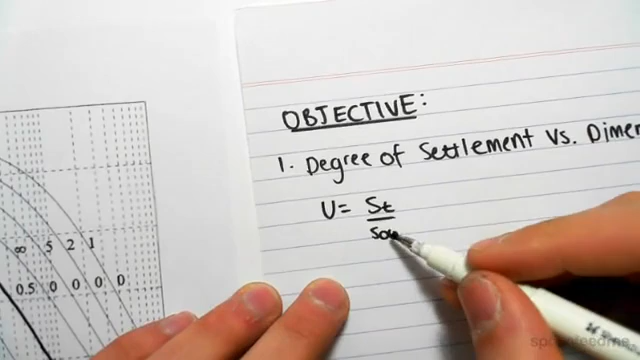 OBJECTIVE:
1. Degree of Settlement Vs. Dimen
U = St
S∞
∞ 5 2 1
0.5 0 0 0 0